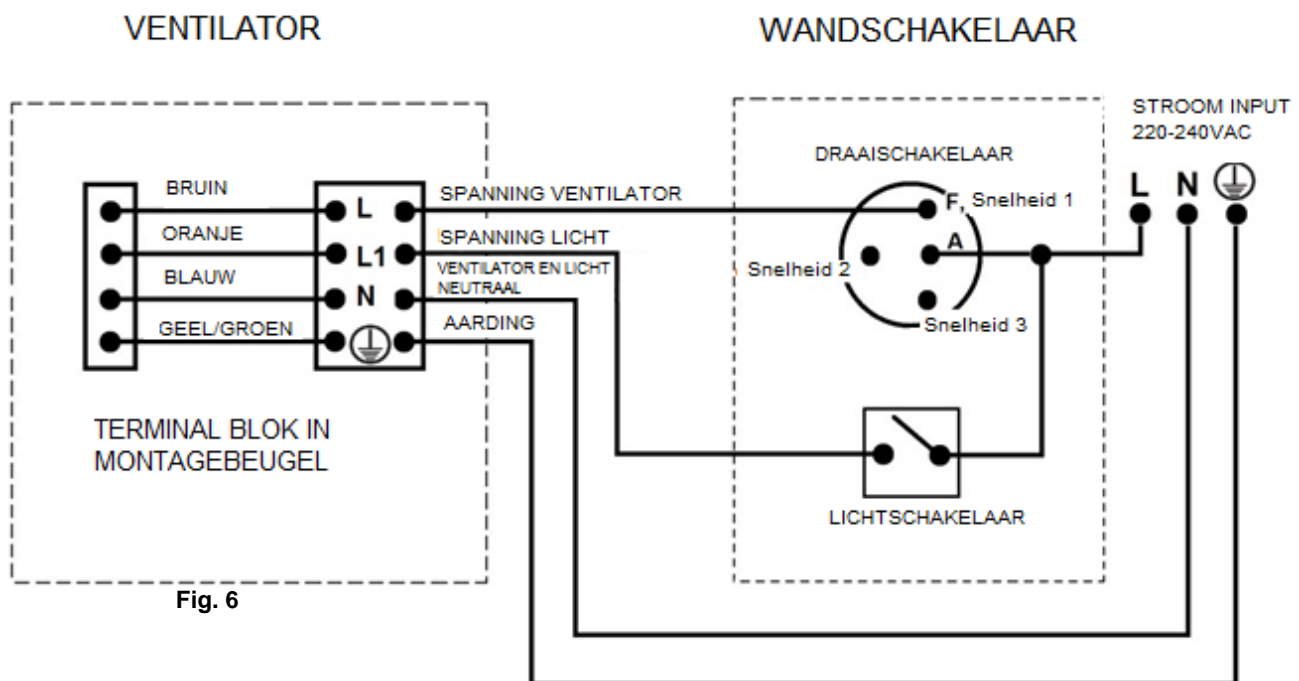 VENTILATOR
WANDSCHAKELAAR
STROOM INPUT
220-240VAC
DRAAISCHAKELAAR
BRUIN
L
SPANNING VENTILATOR
F, Snelheid 1
L N
ORANJE
L1
SPANNING LICHT
A
BLAUW
N
VENTILATOR EN LICHT
NEUTRAAL
Snelheid 2
GEEL/GROEN
AARDING
Snelheid 3
TERMINAL BLOK IN
MONTAGEBEUGEL
LICHTSCHAKELAAR
Fig. 6